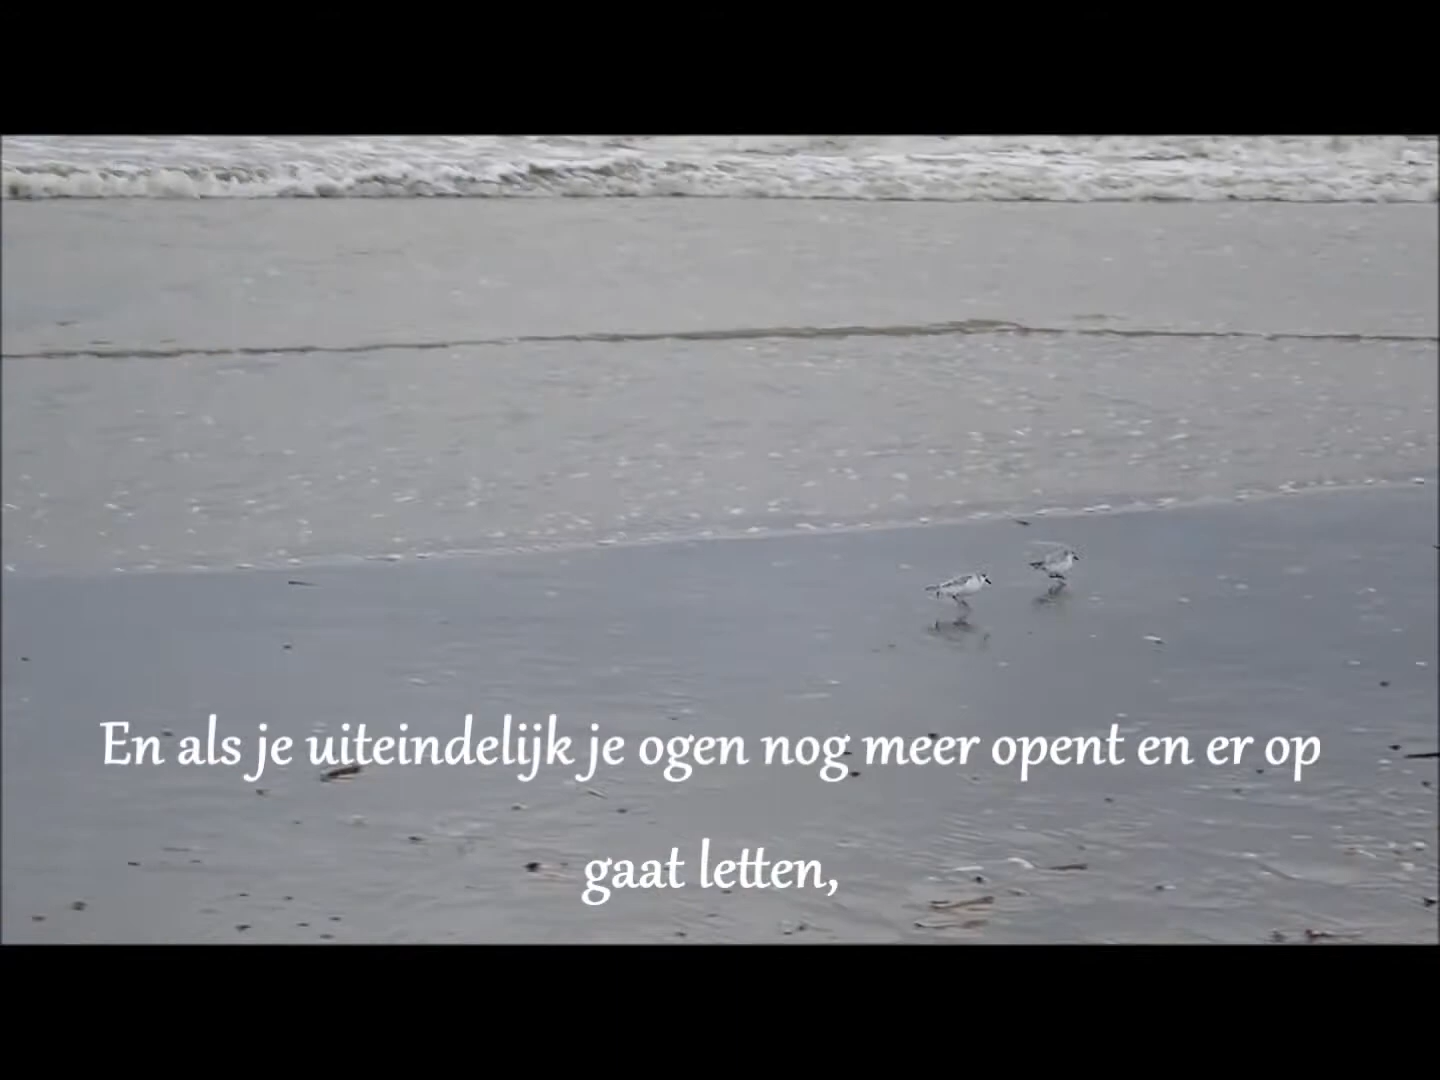 En als je uiteindelijk je ogen nog meer opent en er op
gaat letten,